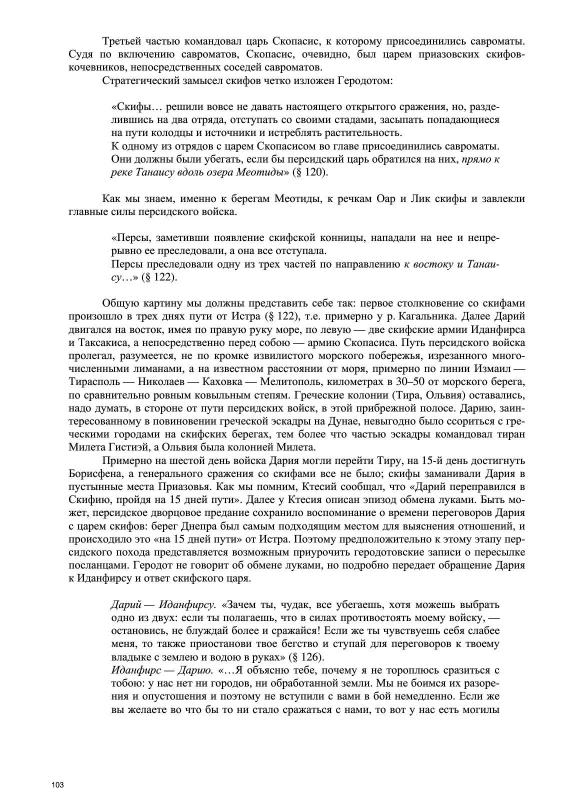 Третьей частью командовал царь Скопасис, к которому присоединились савроматы.
Судя по включению савроматов, Скопасис, очевидно, был царем приазовских скифов-
кочевников, непосредственных соседей савроматов.
Стратегический замысел скифов четко изложен Геродотом:
«Скифы… решили вовсе не давать настоящего открытого сражения, но, разде-
лившись на два отряда, отступать со своими стадами, засыпать попадающиеся
на пути колодцы и источники и истреблять растительность.
К одному из отрядов с царем Скопасисом во главе присоединились савроматы.
Они должны были убегать, если бы персидский царь обратился на них, прямо к
реке Танаису вдоль озера Меотиды» (§ 120).
Как мы знаем, именно к берегам Меотиды, к речкам Оар и Лик скифы и завлекли
главные силы персидского войска.
«Персы, заметивши появление скифской конницы, нападали на нее и непре-
рывно ее преследовали, а она все отступала.
Персы преследовали одну из трех частей по направлению к востоку и Танаи-
су…» (§ 122).
Общую картину мы должны представить себе так: первое столкновение со скифами
произошло в трех днях пути от Истра (§ 122), т.е. примерно у р. Кагальника. Далее Дарий
двигался на восток, имея по правую руку море, по левую — две скифские армии Иданфирса
и Таксакиса, а непосредственно перед собою — армию Скопасиса. Путь персидского войска
пролегал, разумеется, не по кромке извилистого морского побережья, изрезанного много-
численными лиманами, а на известном расстоянии от моря, примерно по линии Измаил —
Тирасполь — Николаев — Каховка — Мелитополь, километрах в 30–50 от морского берега,
по сравнительно ровным ковыльным степям. Греческие колонии (Тира, Ольвия) оставались,
надо думать, в стороне от пути персидских войск, в этой прибрежной полосе. Дарию, заин-
тересованному в повиновении греческой эскадры на Дунае, невыгодно было ссориться с гре-
ческими городами на скифских берегах, тем более что частью эскадры командовал тиран
Милета Гистиэй, а Ольвия была колонией Милета.
Примерно на шестой день войска Дария могли перейти Тиру, на 15-й день достигнуть
Борисфена, а генерального сражения со скифами все не было; скифы заманивали Дария в
пустынные места Приазовья. Как мы помним, Ктесий сообщал, что «Дарий переправился в
Скифию, пройдя на 15 дней пути». Далее у Ктесия описан эпизод обмена луками. Быть мо-
жет, персидское дворцовое предание сохранило воспоминание о времени переговоров Дария
с царем скифов: берег Днепра был самым подходящим местом для выяснения отношений, и
происходило это «на 15 дней пути» от Истра. Поэтому предположительно к этому этапу пер-
сидского похода представляется возможным приурочить геродотовские записи о пересылке
посланцами. Геродот не говорит об обмене луками, но подробно передает обращение Дария
к Иданфирсу и ответ скифского царя.
Дарий — Иданфирсу. «Зачем ты, чудак, все убегаешь, хотя можешь выбрать
одно из двух: если ты полагаешь, что в силах противостоять моему войску, —
остановись, не блуждай более и сражайся! Если же ты чувствуешь себя слабее
меня, то также приостанови твое бегство и ступай для переговоров к твоему
владыке с землею и водою в руках» (§ 126).
Иданфирс — Дарию. «…Я объясню тебе, почему я не тороплюсь сразиться с
тобою: у нас нет ни городов, ни обработанной земли. Мы не боимся их разоре-
ния и опустошения и поэтому не вступили с вами в бой немедленно. Если же
вы желаете во что бы то ни стало сражаться с нами, то вот у нас есть могилы
103